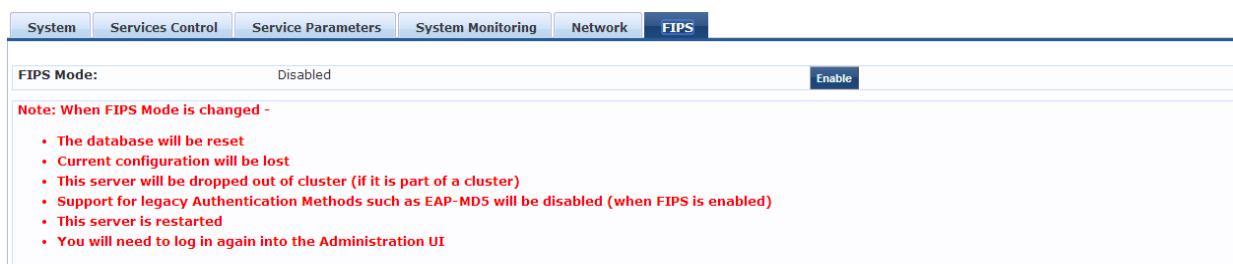 System Services Control Service Parameters System Monitoring Network FIPS
FIPS Mode: Disabled Enable
Note: When FIPS Mode is changed -
• The database will be reset
• Current configuration will be lost
• This server will be dropped out of cluster (if it is part of a cluster)
• Support for legacy Authentication Methods such as EAP-MD5 will be disabled (when FIPS is enabled)
• This server is restarted
• You will need to log in again into the Administration UI